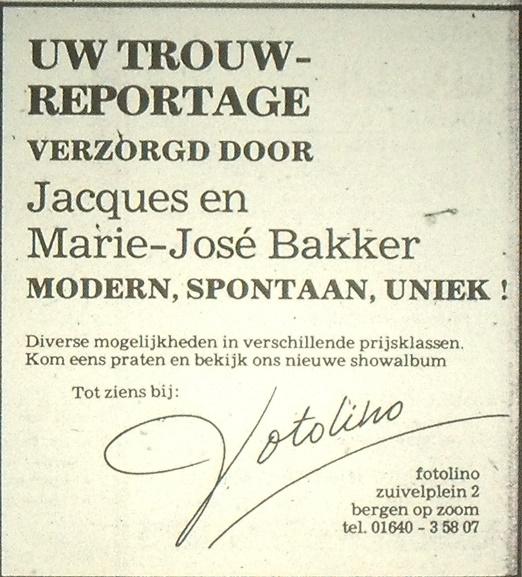 UW TROUW-
REPORTAGE
VERZORGD DOOR
Jacques en
Marie-José Bakker
MODERN, SPONTAAN, UNIEK !
Diverse mogelijkheden in verschillende prijsklassen.
Kom eens praten en bekijk ons nieuwe showalbum
Tot ziens bij:
Fotolino
fotolino
zuivelplein 2
bergen op zoom
tel. 01640 - 3 58 07